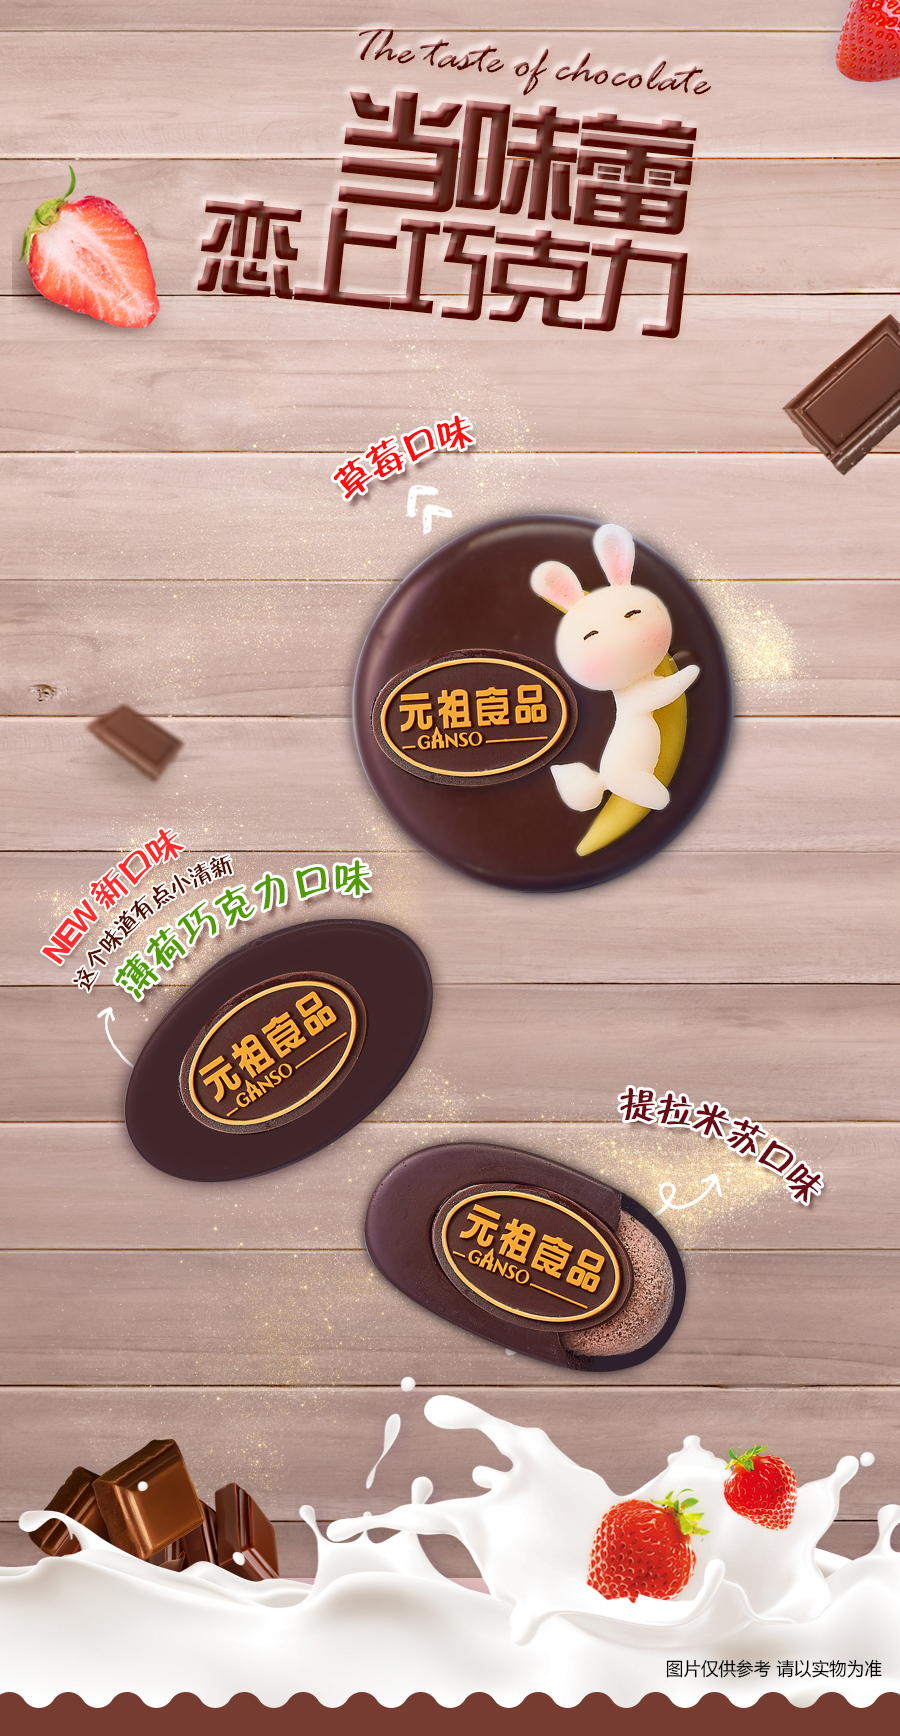 The taste of chocolate
当味蕾
恋上巧克力
草莓口味
元祖食品
GANSO
NEW 新口味
这个味道有点小清新
薄荷巧克力口味
元祖食品
GANSO
提拉米苏口味
元祖食品
GANSO
图片仅供参考 请以实物为准